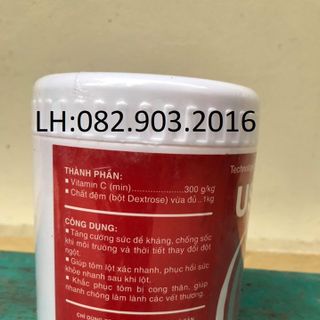 LH:082.903.2016
THÀNH PHẦN:
• Vitamin C (min)..................300 g/kg
• Chất đệm (bột Dextrose) vừa đủ..1kg
CÔNG DỤNG:
• Tăng cường sức đề kháng, chống sốc
khi môi trường và thời tiết thay đổi đột
ngột.
• Giúp tôm lột xác nhanh, phục hồi sức
khỏe nhanh sau khi lột.
• Khắc phục tôm bị cong thân, giúp
nhanh chóng làm lành các vết thương.